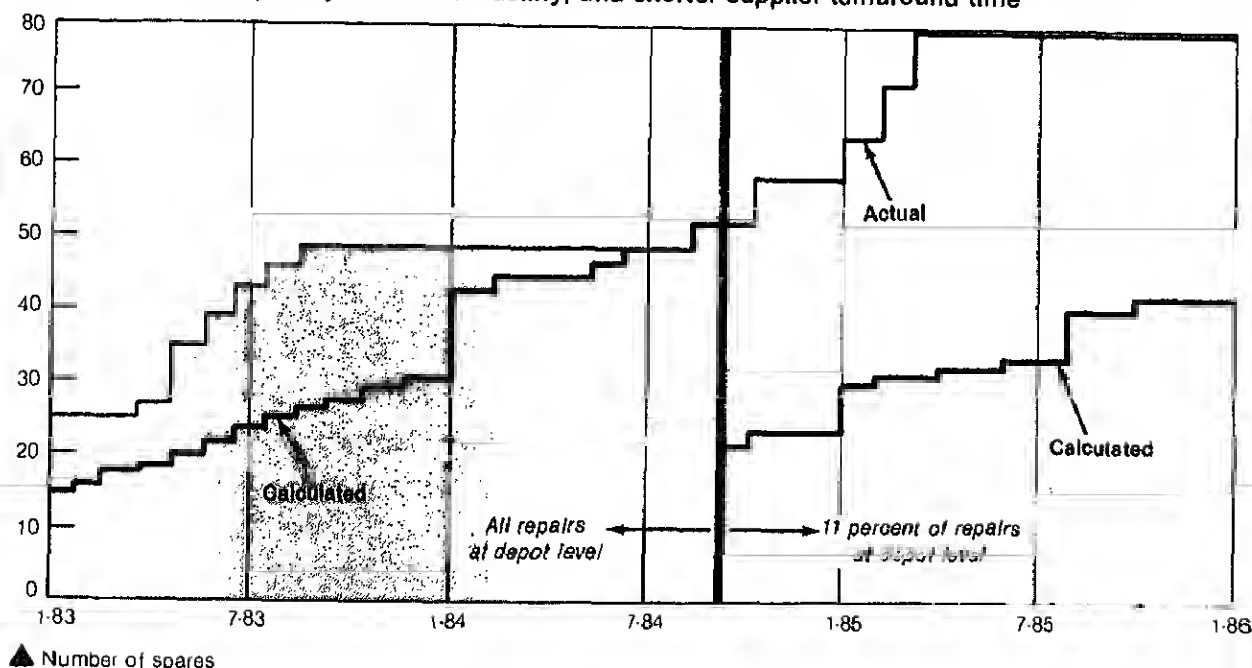 and shorter supplier turnaround time
80
70
60
50
40
30
20
10
0
Actual
Calculated
Calculated
All repairs
at depot level
11 percent of repairs
at depot level
1-83
7-83
1-84
7-84
1-85
7-85
1-86
▲ Number of spares